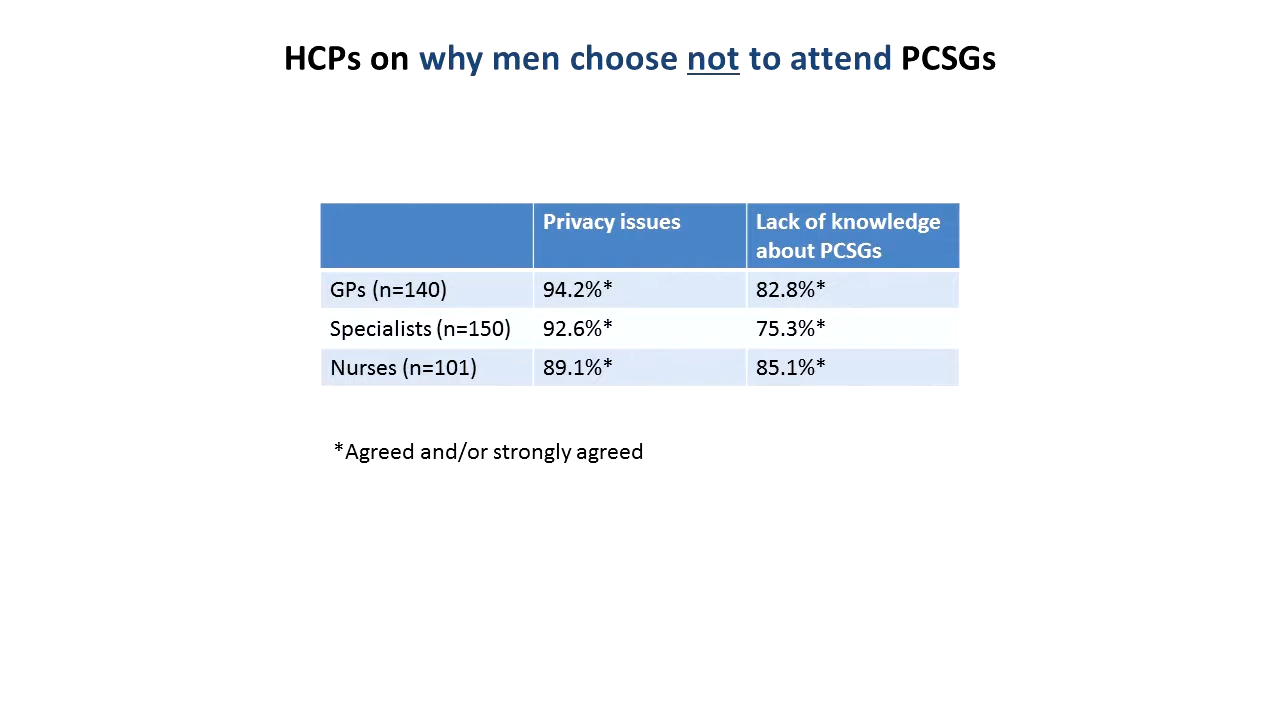 HCPs on why men choose not to attend PCSGs
Privacy issues
Lack of knowledge
about PCSGs
GPs (n=140) 94.2%* 82.8%*
Specialists (n=150) 92.6%* 75.3%*
Nurses (n=101) 89.1%* 85.1%*
*Agreed and/or strongly agreed